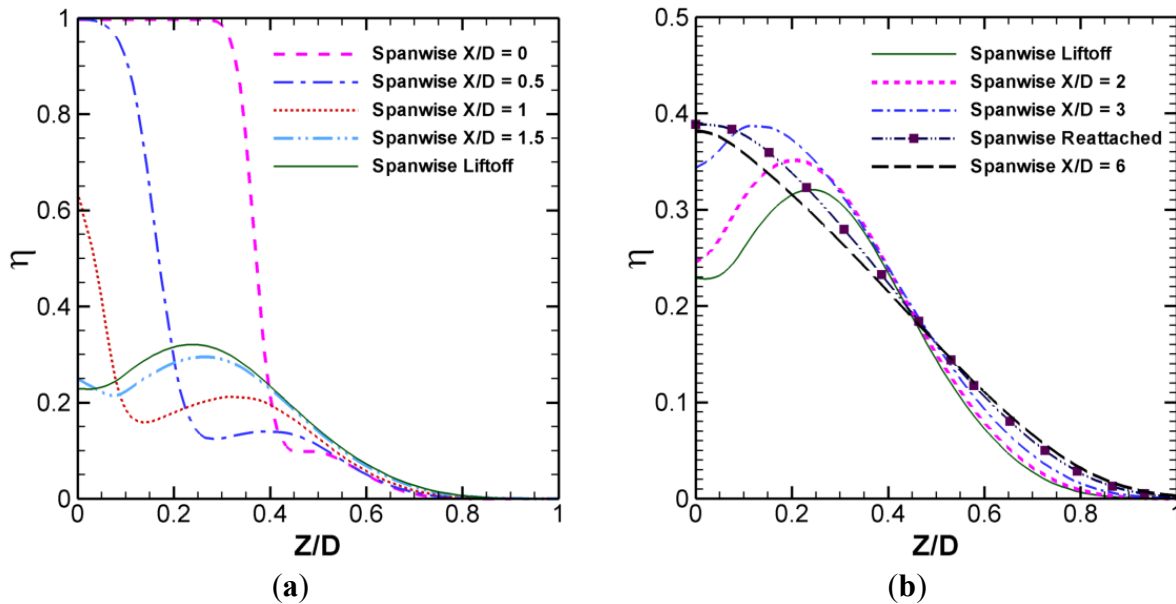 1
0.8
0.6
0.4
0.2
0
η
0
0.2
0.4
0.6
0.8
1
Z/D
Spanwise X/D = 0
Spanwise X/D = 0.5
Spanwise X/D = 1
Spanwise X/D = 1.5
Spanwise Liftoff
(a)
0.5
0.4
0.3
0.2
0.1
0
η
0
0.2
0.4
0.6
0.8
1
Z/D
Spanwise Liftoff
Spanwise X/D = 2
Spanwise X/D = 3
Spanwise Reattached
Spanwise X/D = 6
(b)